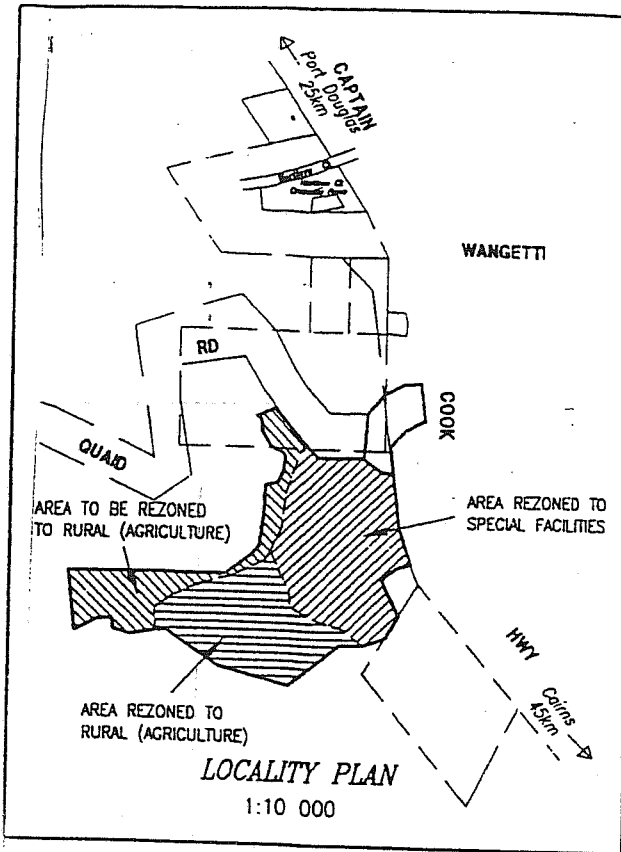 CAPTAIN
Port Douglas
25km
WANGETTI
RD
COOK
QUAID
AREA TO BE REZONED
TO RURAL (AGRICULTURE)
AREA REZONED TO
SPECIAL FACILITIES
HWY
Cairns
45km
AREA REZONED TO
RURAL (AGRICULTURE)
LOCALITY PLAN
1:10 000